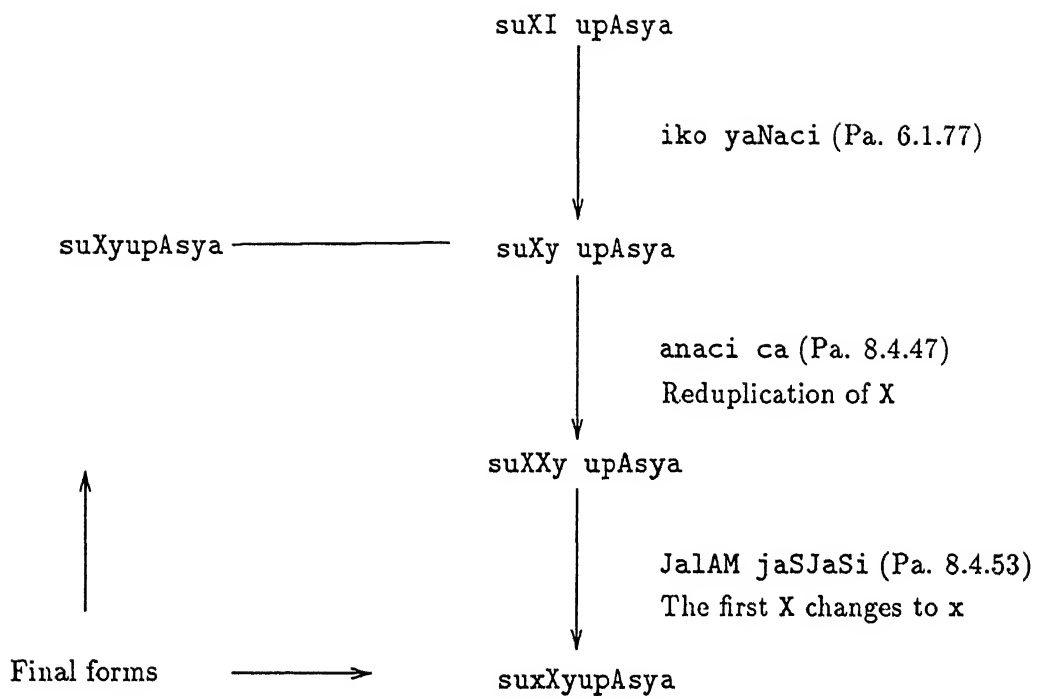 suXI upAsya
iko yaNaci (Pa. 6.1.77)
suXyupAsya
suXy upAsya
anaci ca (Pa. 8.4.47)
Reduplication of X
suXXy upAsya
JalAM jaSJaSi (Pa. 8.4.53)
The first X changes to x
Final forms
suxXyupAsya